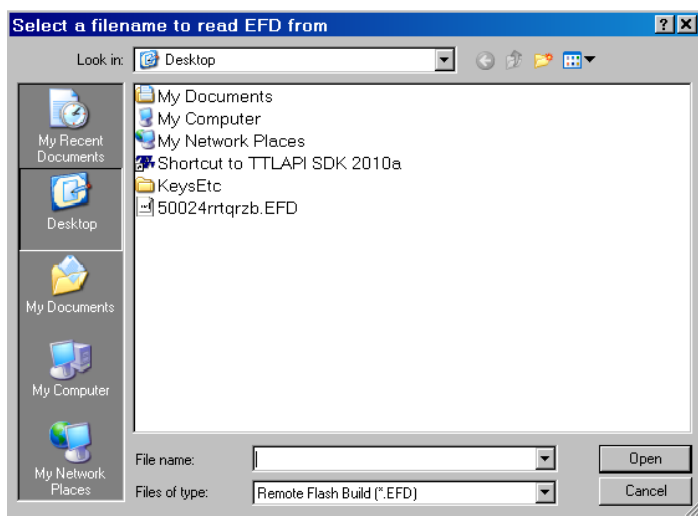 Select a filename to read EFD from
Look in:
Desktop
My Recent
Documents
Desktop
My Documents
My Computer
My Network
Places
My Documents
My Computer
My Network Places
Shortcut to TTLAPI SDK 2010a
KeysEtc
50024rrtqrzb.EFD
File name:
Open
Files of type:
Remote Flash Build (*.EFD)
Cancel